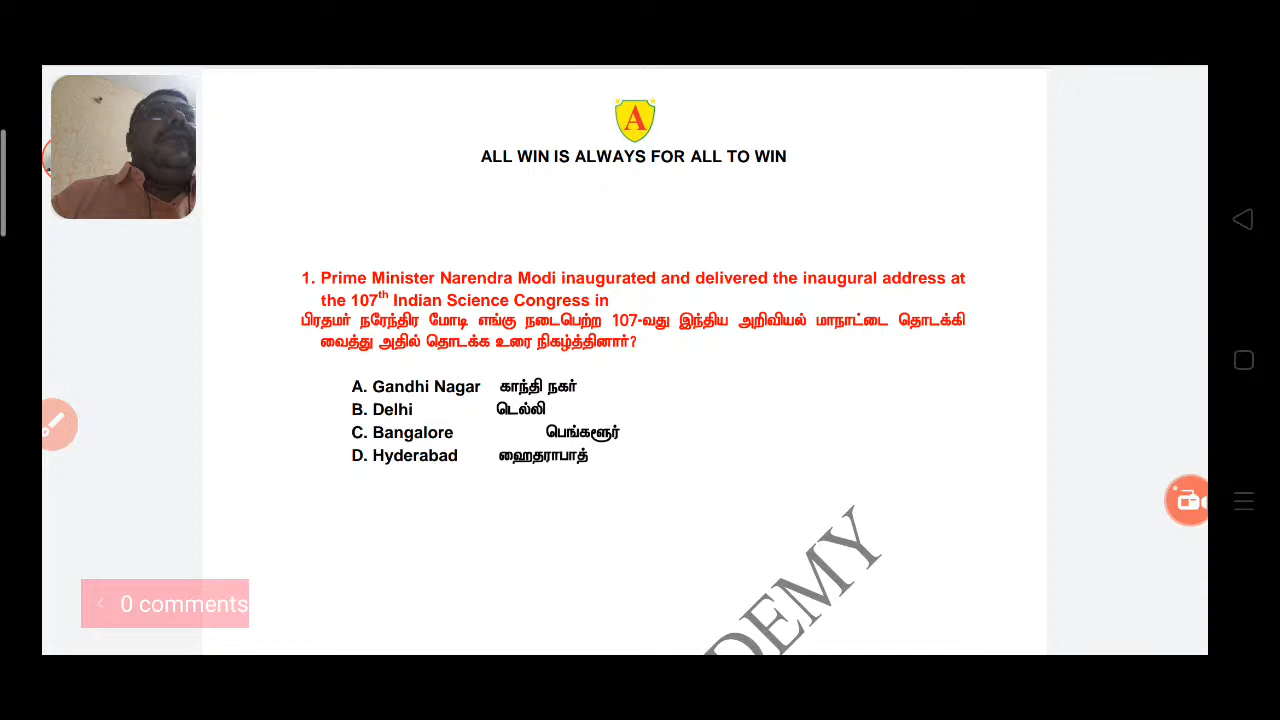 A
ALL WIN IS ALWAYS FOR ALL TO WIN
1. Prime Minister Narendra Modi inaugurated and delivered the inaugural address at
the 107th Indian Science Congress in
பிரதமர் நரேந்திர மோடி எங்கு நடைபெற்ற 107-வது இந்திய அறிவியல் மாநாட்டை தொடக்கி
வைத்து அதில் தொடக்க உரை நிகழ்த்தினார்?
A. Gandhi Nagar காந்தி நகர்
B. Delhi டெல்லி
C. Bangalore பெங்களூர்
D. Hyderabad ஹைதராபாத்
DEMY
0 comments